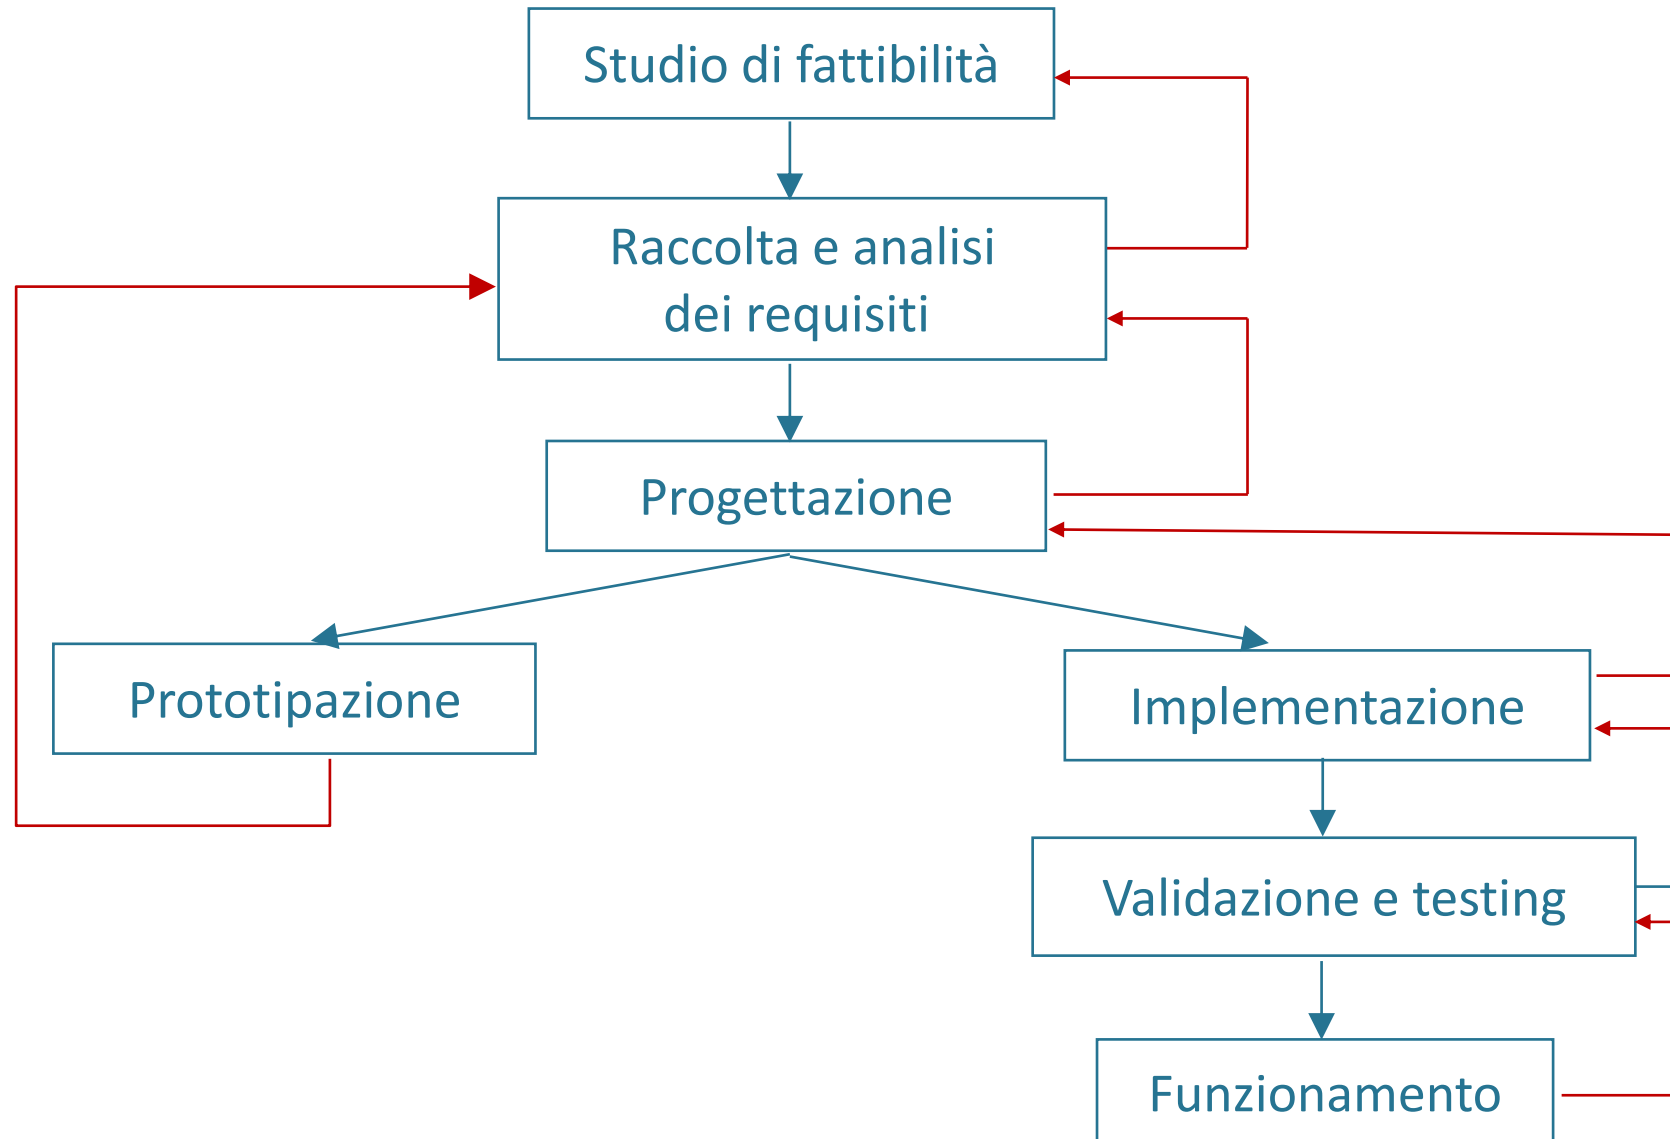 Studio di fattibilità
Raccolta e analisi
dei requisiti
Progettazione
Prototipazione
Implementazione
Validazione e testing
Funzionamento